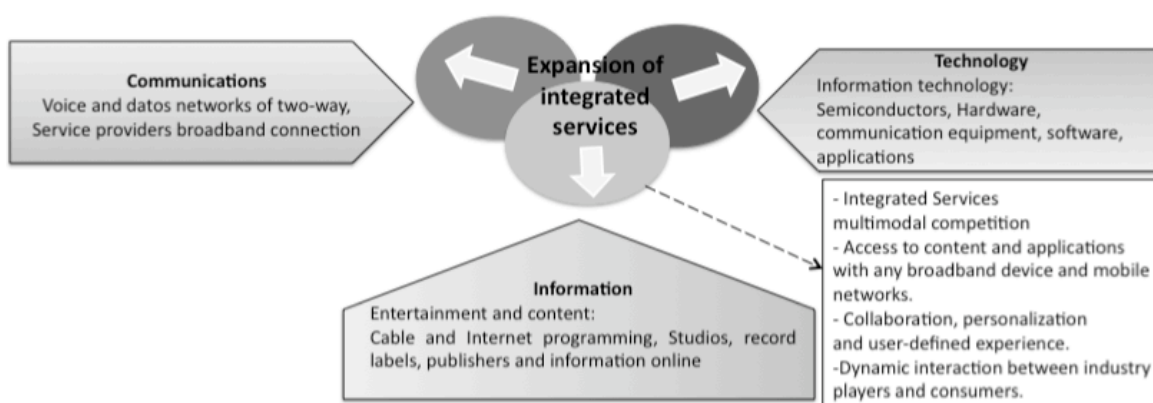 Expansion of
integrated
services
Communications
Voice and datos networks of two-way,
Service providers broadband connection
Technology
Information technology:
Semiconductors, Hardware,
communication equipment, software,
applications
Information
Entertainment and content:
Cable and Internet programming, Studios, record
labels, publishers and information online
- Integrated Services
multimodal competition
- Access to content and applications
with any broadband device and mobile
networks.
- Collaboration, personalization
and user-defined experience.
-Dynamic interaction between industry
players and consumers.